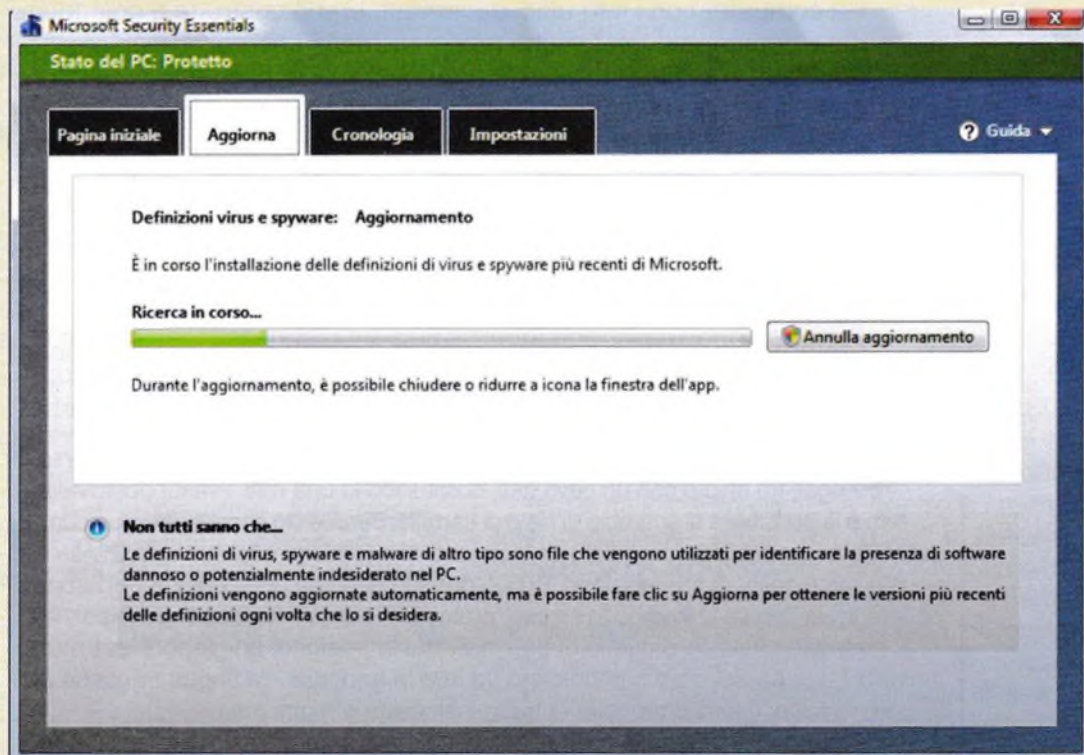 Microsoft Security Essentials
Stato del PC: Protetto
Pagina iniziale
Aggiorna
Cronologia
Impostazioni
Guida
Definizioni virus e spyware: Aggiornamento
È in corso l'installazione delle definizioni di virus e spyware più recenti di Microsoft.
Ricerca in corso...
Annulla aggiornamento
Durante l'aggiornamento, è possibile chiudere o ridurre a icona la finestra dell'app.
Non tutti sanno che...
Le definizioni di virus, spyware e malware di altro tipo sono file che vengono utilizzati per identificare la presenza di software
dannoso o potenzialmente indesiderato nel PC.
Le definizioni vengono aggiornate automaticamente, ma è possibile fare clic su Aggiorna per ottenere le versioni più recenti
delle definizioni ogni volta che lo si desidera.